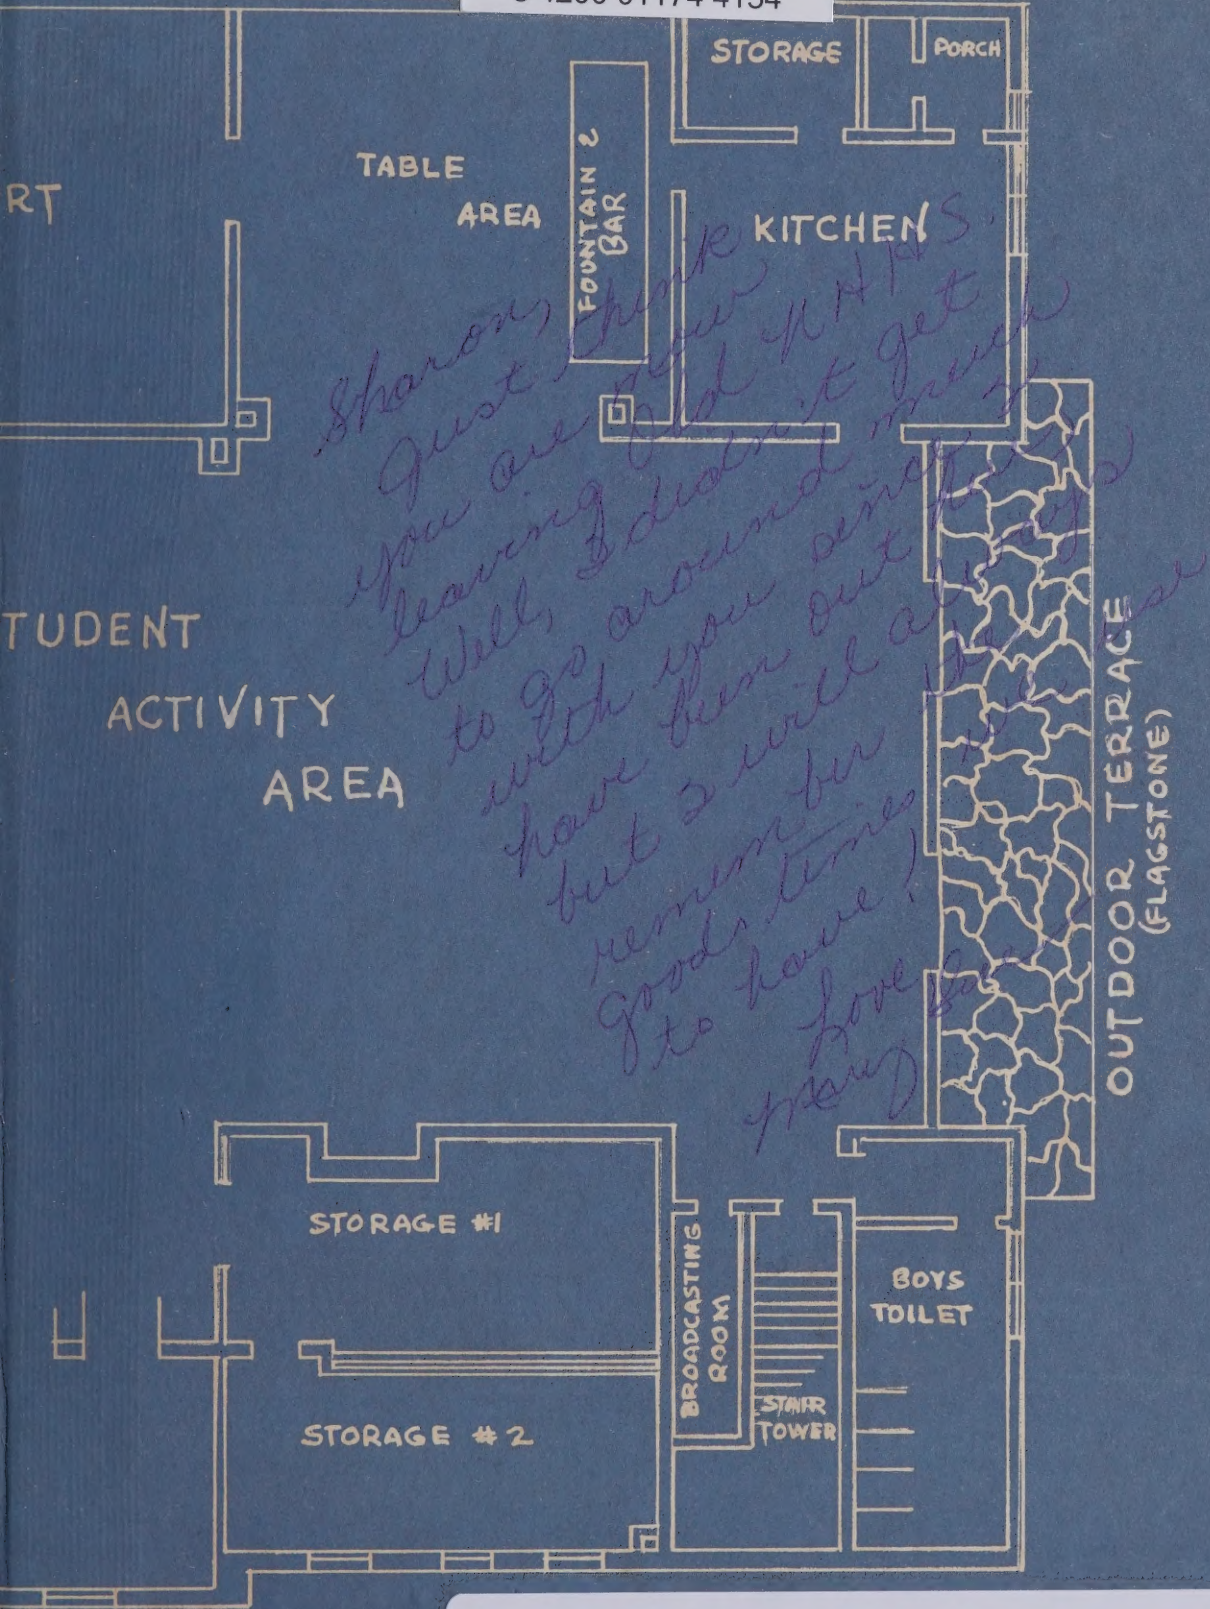 STORAGE
PORCH
TABLE
AREA
FOUNTAIN &
BAR
KITCHEN
RT
TUDENT
ACTIVITY
AREA
OUTDOOR TERRACE
(FLAGSTONE)
Sharon,
Just think
you are now
leaving old N H H S.
Well, I didn't get
to go around much
with you since I
have been out
but I will always
remember the
good times we use
to have!
Love
STORAGE #1
STORAGE #2
BROADCASTING
ROOM
STAIR
TOWER
BOYS
TOILET